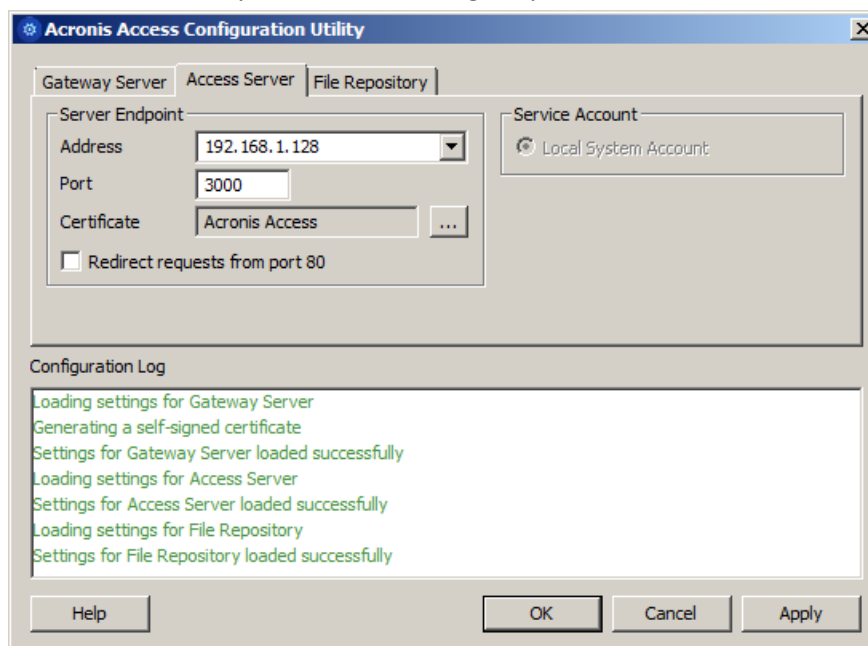 Acronis Access Configuration Utility
Gateway Server Access Server File Repository
Server Endpoint
Address 192.168.1.128
Port 3000
Certificate Acronis Access ...
Redirect requests from port 80
Service Account
Local System Account
Configuration Log
Loading settings for Gateway Server
Generating a self-signed certificate
Settings for Gateway Server loaded successfully
Loading settings for Access Server
Settings for Access Server loaded successfully
Loading settings for File Repository
Settings for File Repository loaded successfully
Help OK Cancel Apply